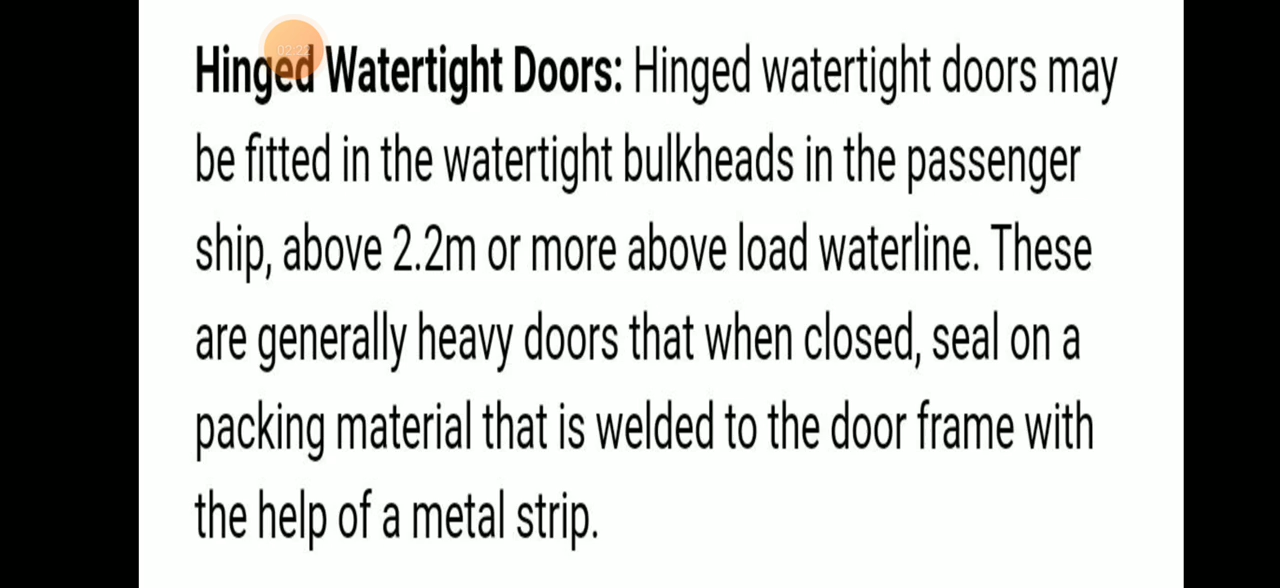 Hinged Watertight Doors: Hinged watertight doors may
be fitted in the watertight bulkheads in the passenger
ship, above 2.2m or more above load waterline. These
are generally heavy doors that when closed, seal on a
packing material that is welded to the door frame with
the help of a metal strip.
02:22